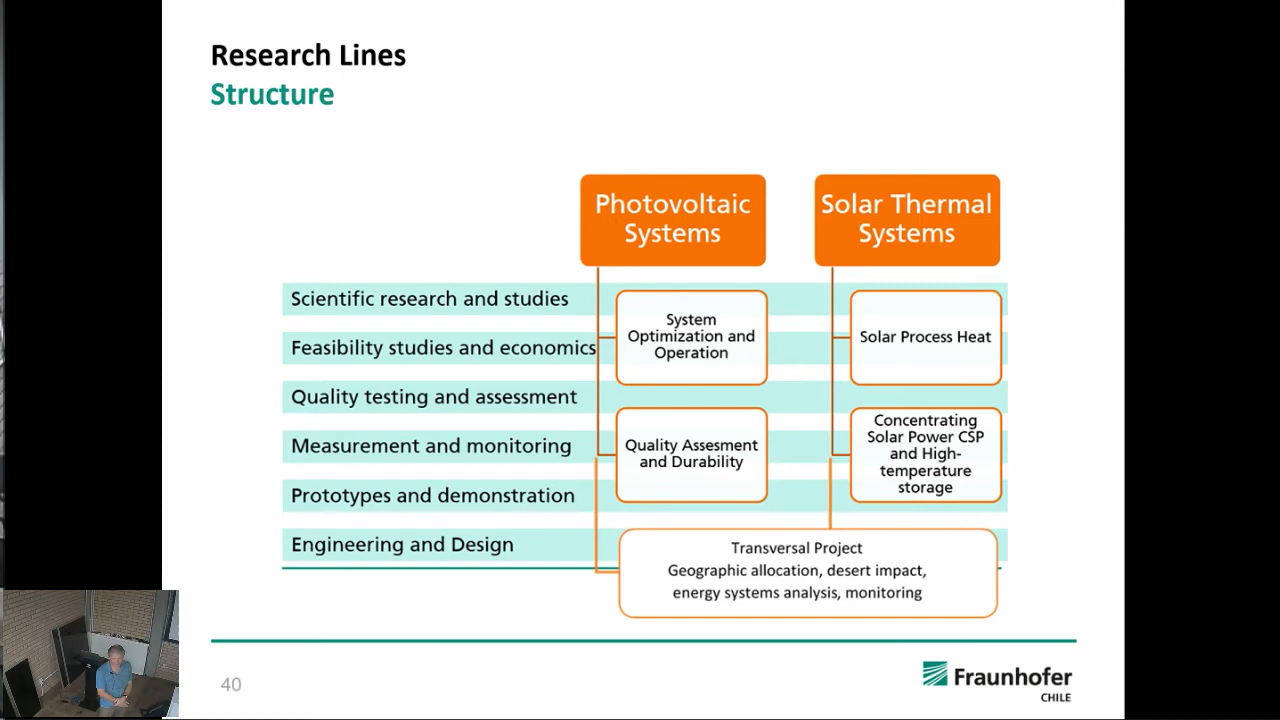 Research Lines
Structure
Photovoltaic
Systems
Solar Thermal
Systems
Scientific research and studies
Feasibility studies and economics
Quality testing and assessment
Measurement and monitoring
Prototypes and demonstration
Engineering and Design
System
Optimization and
Operation
Quality Assesment
and Durability
Solar Process Heat
Concentrating
Solar Power CSP
and High-
temperature
storage
Transversal Project
Geographic allocation, desert impact,
energy systems analysis, monitoring
40
Fraunhofer
CHILE